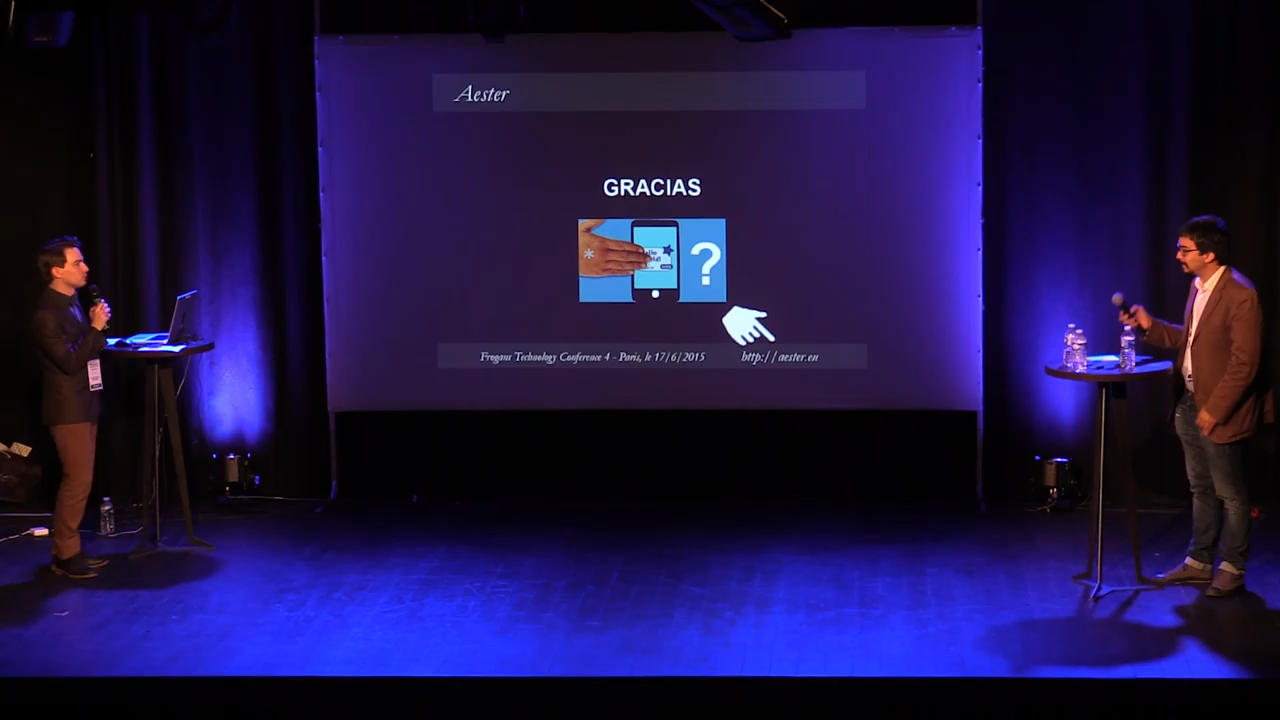 Aester
GRACIAS
*
?
Frogans Technology Conference 4 - Paris, le 17/6/2015
http://aester.eu